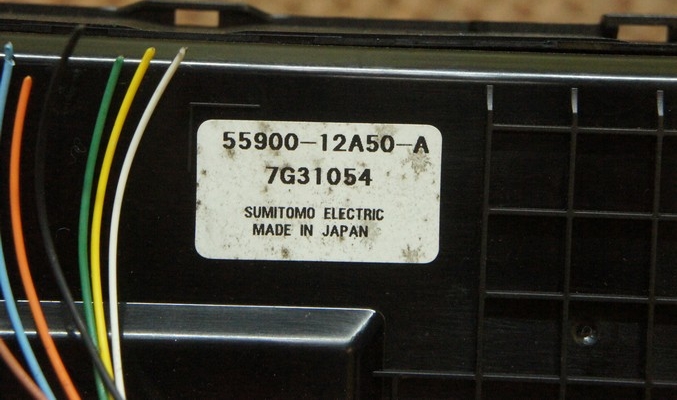 55900-12A50-A
7G31054
SUMITOMO ELECTRIC
MADE IN JAPAN